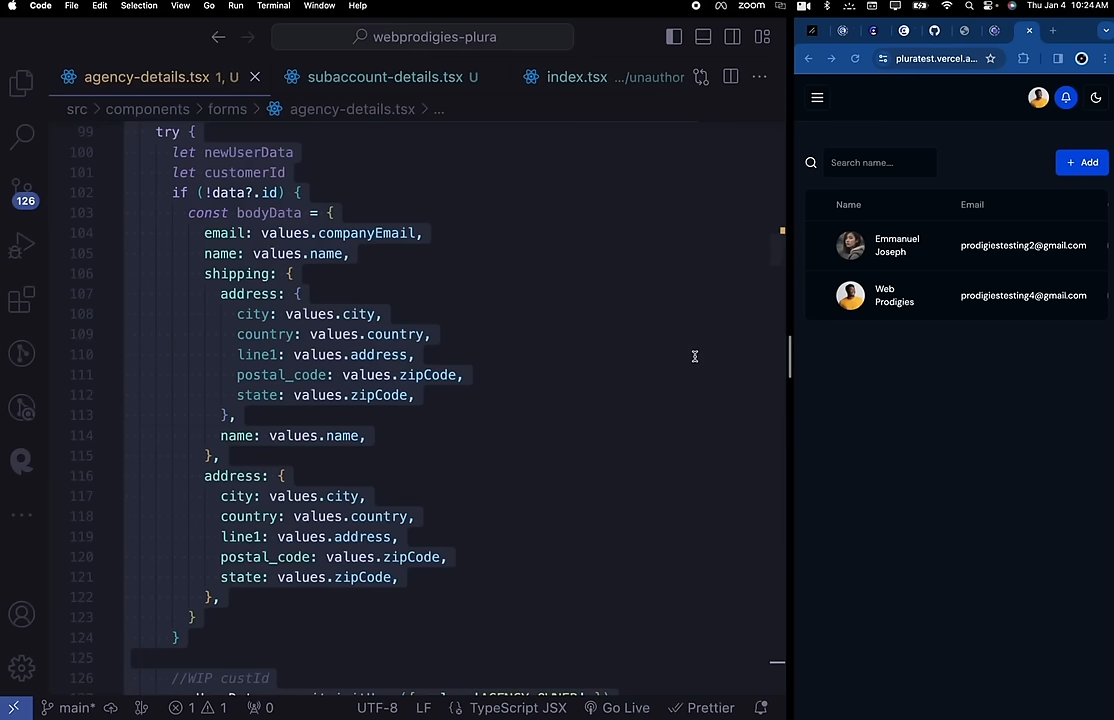 Code File Edit Selection View Go Run Terminal Window Help
zoom
Thu Jan 4 10:24 AM
webprodigies-plura
agency-details.tsx 1, U
subaccount-details.tsx U
index.tsx .../unauthor
src > components > forms > agency-details.tsx > ...
99 try {
100 let newUserData
101 let customerId
102 if (!data?.id) {
103 const bodyData = {
104 email: values.companyEmail,
105 name: values.name,
106 shipping: {
107 address: {
108 city: values.city,
109 country: values.country,
110 line1: values.address,
111 postal_code: values.zipCode,
112 state: values.zipCode,
113 },
114 name: values.name,
115 },
116 address: {
117 city: values.city,
118 country: values.country,
119 line1: values.address,
120 postal_code: values.zipCode,
121 state: values.zipCode,
122 },
123 }
124 }
125
126 //WIP custId
126
main*
1 1
0
UTF-8
LF
{} TypeScript JSX
Go Live
Prettier
pluratest.vercel.a...
Search name...
+ Add
Name Email
Emmanuel
Joseph
prodigiestesting2@gmail.com
Web
Prodigies
prodigiestesting4@gmail.com